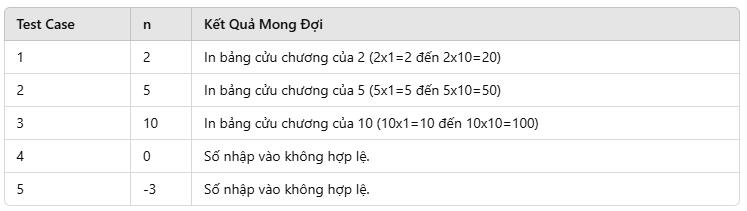 Test Case n Kết Quả Mong Đợi
1 2 In bảng cửu chương của 2 (2x1=2 đến 2x10=20)
2 5 In bảng cửu chương của 5 (5x1=5 đến 5x10=50)
3 10 In bảng cửu chương của 10 (10x1=10 đến 10x10=100)
4 0 Số nhập vào không hợp lệ.
5 -3 Số nhập vào không hợp lệ.